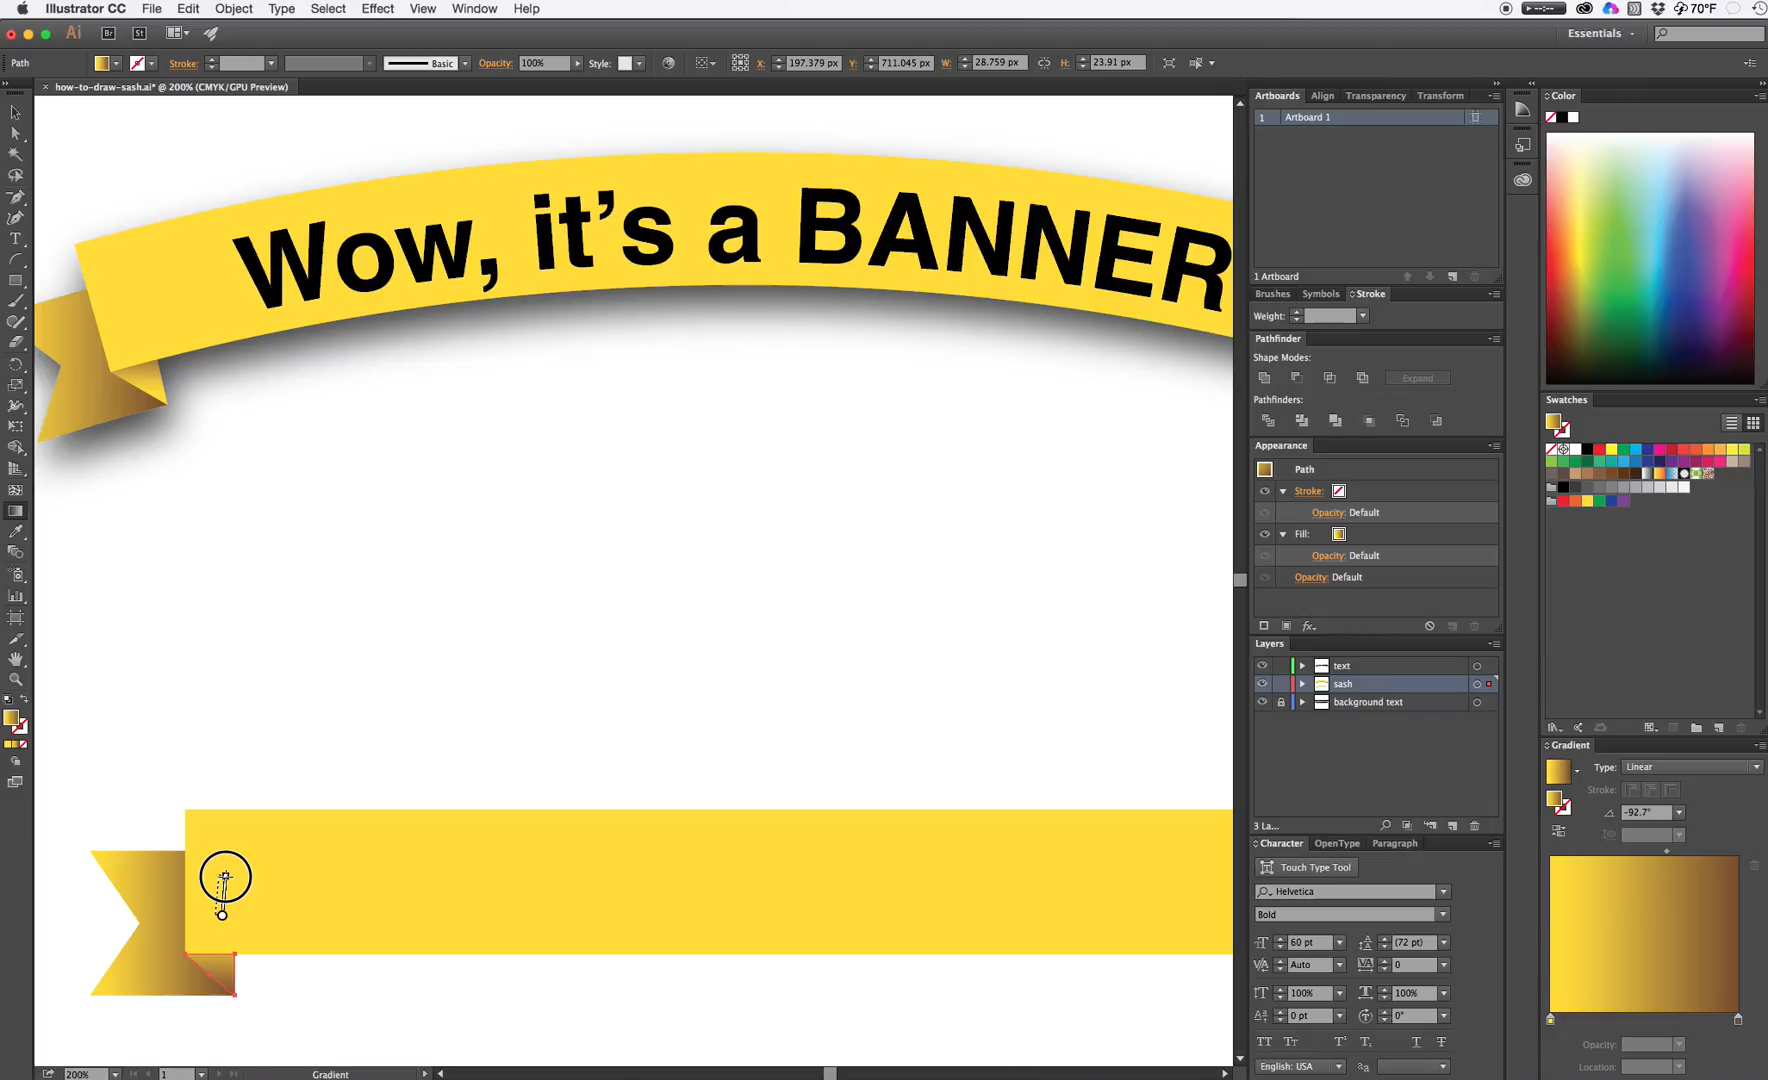 Illustrator CC File Edit Object Type Select Effect View Window Help 70°F
Ai Br St Essentials
Path Stroke: Basic Opacity: 100% Style: X: 197.379 px Y: 711.045 px W: 28.759 px H: 23.91 px
how-to-draw-sash.ai* @ 200% (CMYK/GPU Preview)
Wow, it’s a BANNER
Artboards Align Transparency Transform
1 Artboard 1
1 Artboard
Brushes Symbols Stroke
Weight:
Pathfinder
Shape Modes:
Expand
Pathfinders:
Appearance
Path
Stroke:
Opacity: Default
Fill:
Opacity: Default
Opacity: Default
fx
Layers
text
sash
background text
3 La...
Character OpenType Paragraph
Touch Type Tool
Helvetica
Bold
60 pt (72 pt)
Auto 0
100% 100%
0 pt 0°
English: USA
Color
Swatches
Gradient
Type: Linear
Stroke:
-92.7°
Opacity:
Location:
200% 1 Gradient